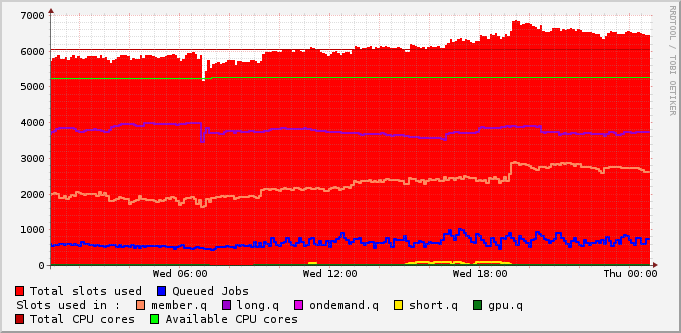 7000
6000
5000
4000
3000
2000
1000
0
Wed 06:00 Wed 12:00 Wed 18:00 Thu 00:00
RRDTOOL / TOBI OETIKER
Total slots used Queued Jobs
Slots used in : member.q long.q ondemand.q short.q gpu.q
Total CPU cores Available CPU cores